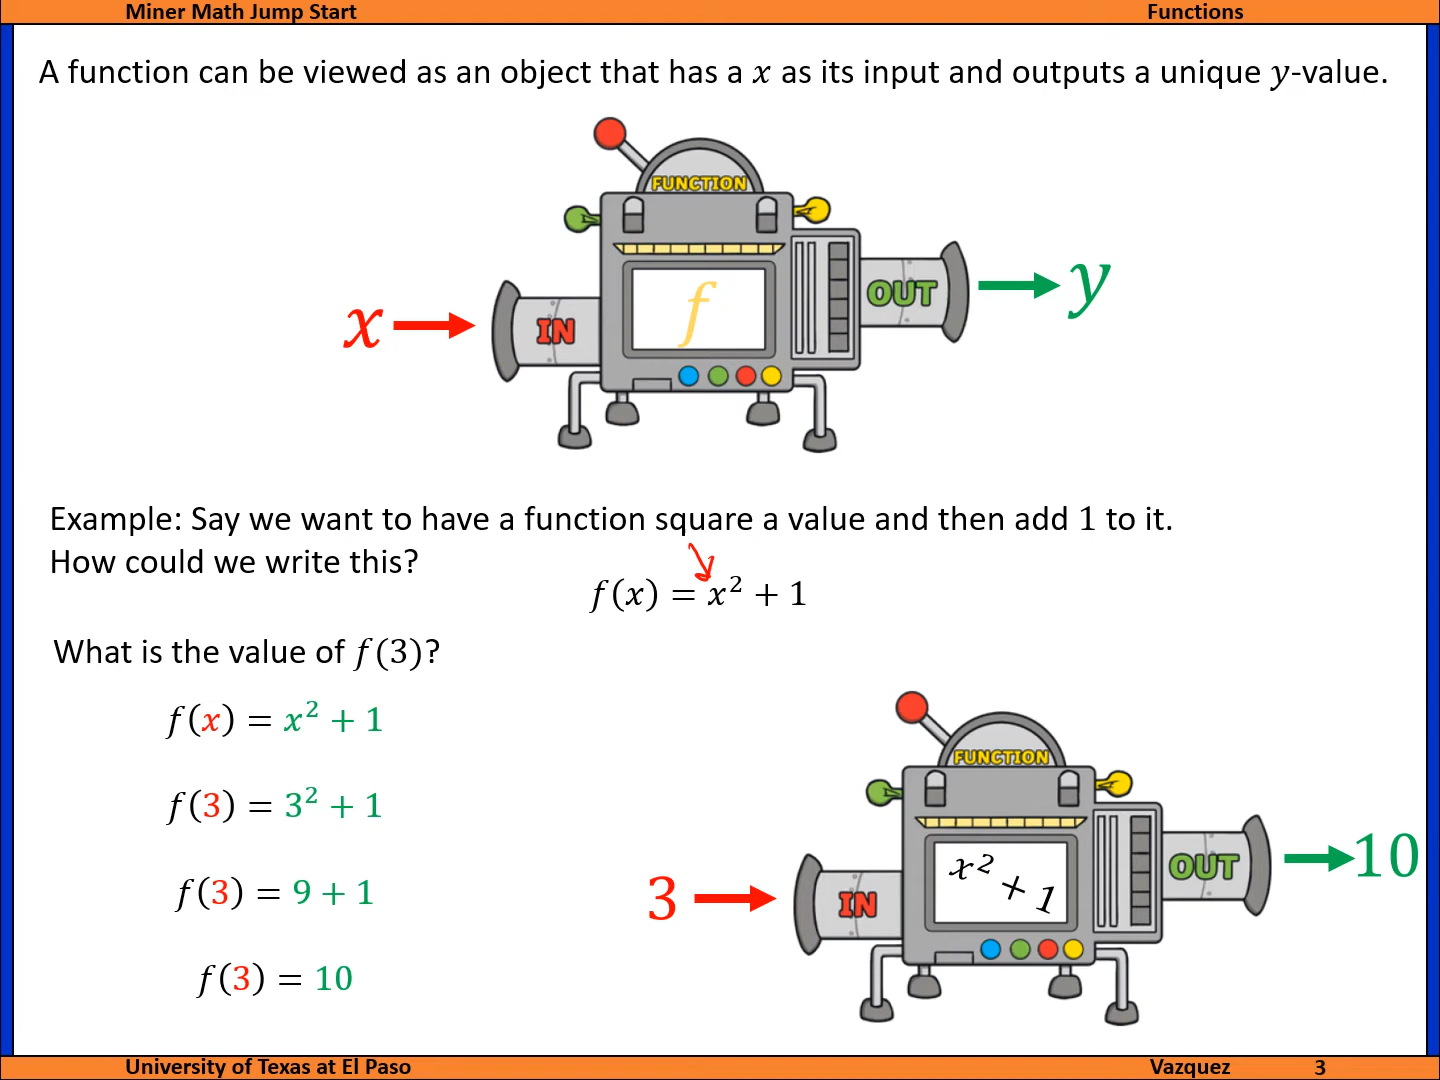 Miner Math Jump Start Functions
A function can be viewed as an object that has a x as its input and outputs a unique y-value.
FUNCTION
x IN f OUT y
Example: Say we want to have a function square a value and then add 1 to it.
How could we write this?
f(x) = x² + 1
What is the value of f(3)?
f(x) = x² + 1
f(3) = 3² + 1
f(3) = 9 + 1
f(3) = 10
FUNCTION
3 IN x² + 1 OUT 10
University of Texas at El Paso Vazquez 3